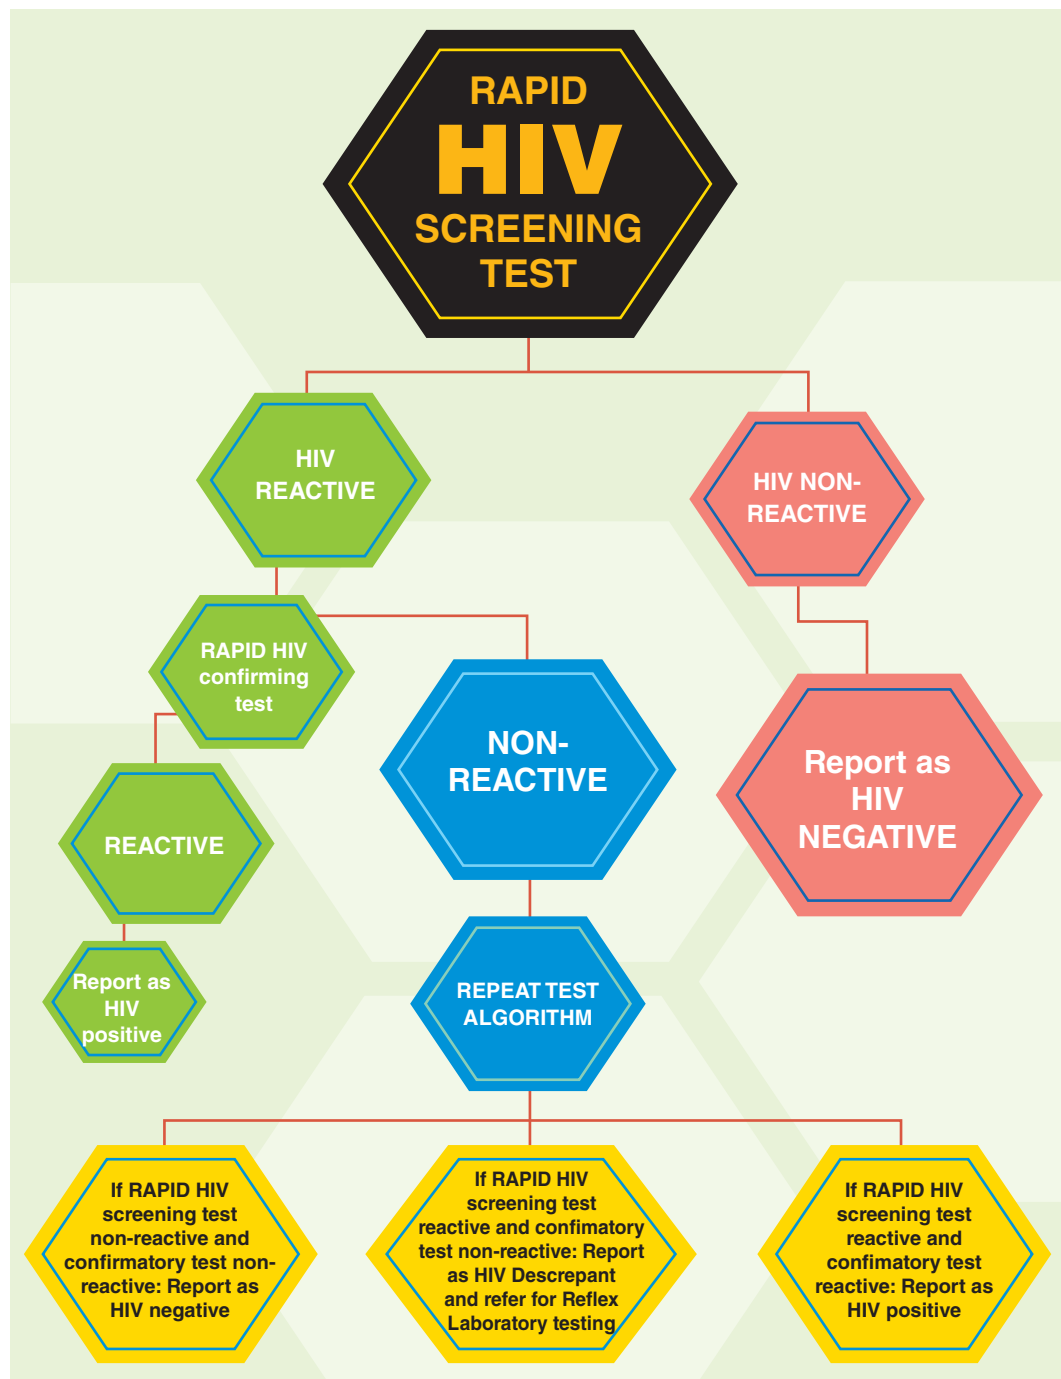 RAPID
HIV
SCREENING
TEST
HIV
REACTIVE
HIV NON-
REACTIVE
RAPID HIV
confirming
test
NON-
REACTIVE
Report as
HIV
NEGATIVE
REACTIVE
Report as
HIV
positive
REPEAT TEST
ALGORITHM
If RAPID HIV
screening test
non-reactive and
confirmatory test non-
reactive: Report as
HIV negative
If RAPID HIV
screening test
reactive and confimatory
test non-reactive: Report
as HIV Descrepant
and refer for Reflex
Laboratory testing
If RAPID HIV
screening test
reactive and
confimatory test
reactive: Report as
HIV positive